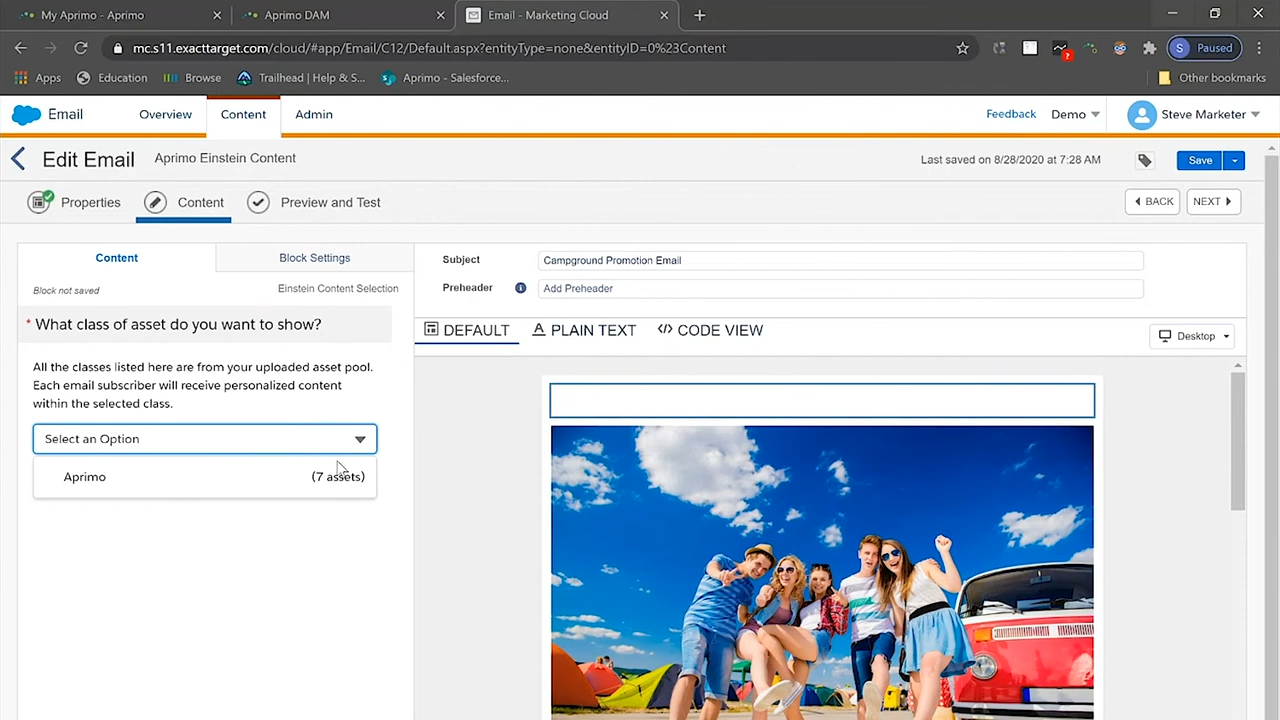 My Aprimo - Aprimo
Aprimo DAM
Email - Marketing Cloud
mc.s11.exacttarget.com/cloud/#app/Email/C12/Default.aspx?entityType=none&entityID=0%23Content
?
S Paused
Apps
Education
Browse
Trailhead | Help & S...
Aprimo - Salesforce...
Other bookmarks
Email
Overview
Content
Admin
Feedback
Demo
Steve Marketer
Edit Email
Aprimo Einstein Content
Last saved on 8/28/2020 at 7:28 AM
Save
Properties
Content
Preview and Test
BACK
NEXT
Content
Block Settings
Block not saved
Einstein Content Selection
* What class of asset do you want to show?
All the classes listed here are from your uploaded asset pool.
Each email subscriber will receive personalized content
within the selected class.
Select an Option
Aprimo (7 assets)
Subject Campground Promotion Email
Preheader Add Preheader
DEFAULT
PLAIN TEXT
</> CODE VIEW
Desktop